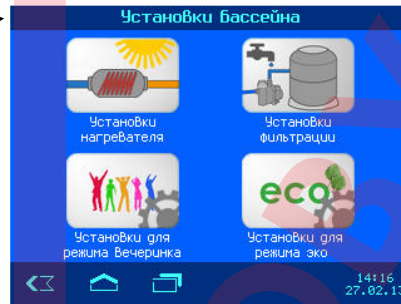 Установки бассейна
Установки
нагревателя
Установки
фильтрации
eco
Установки для
режима Вечеринка
Установки для
режима эко
14:16
27.02.13